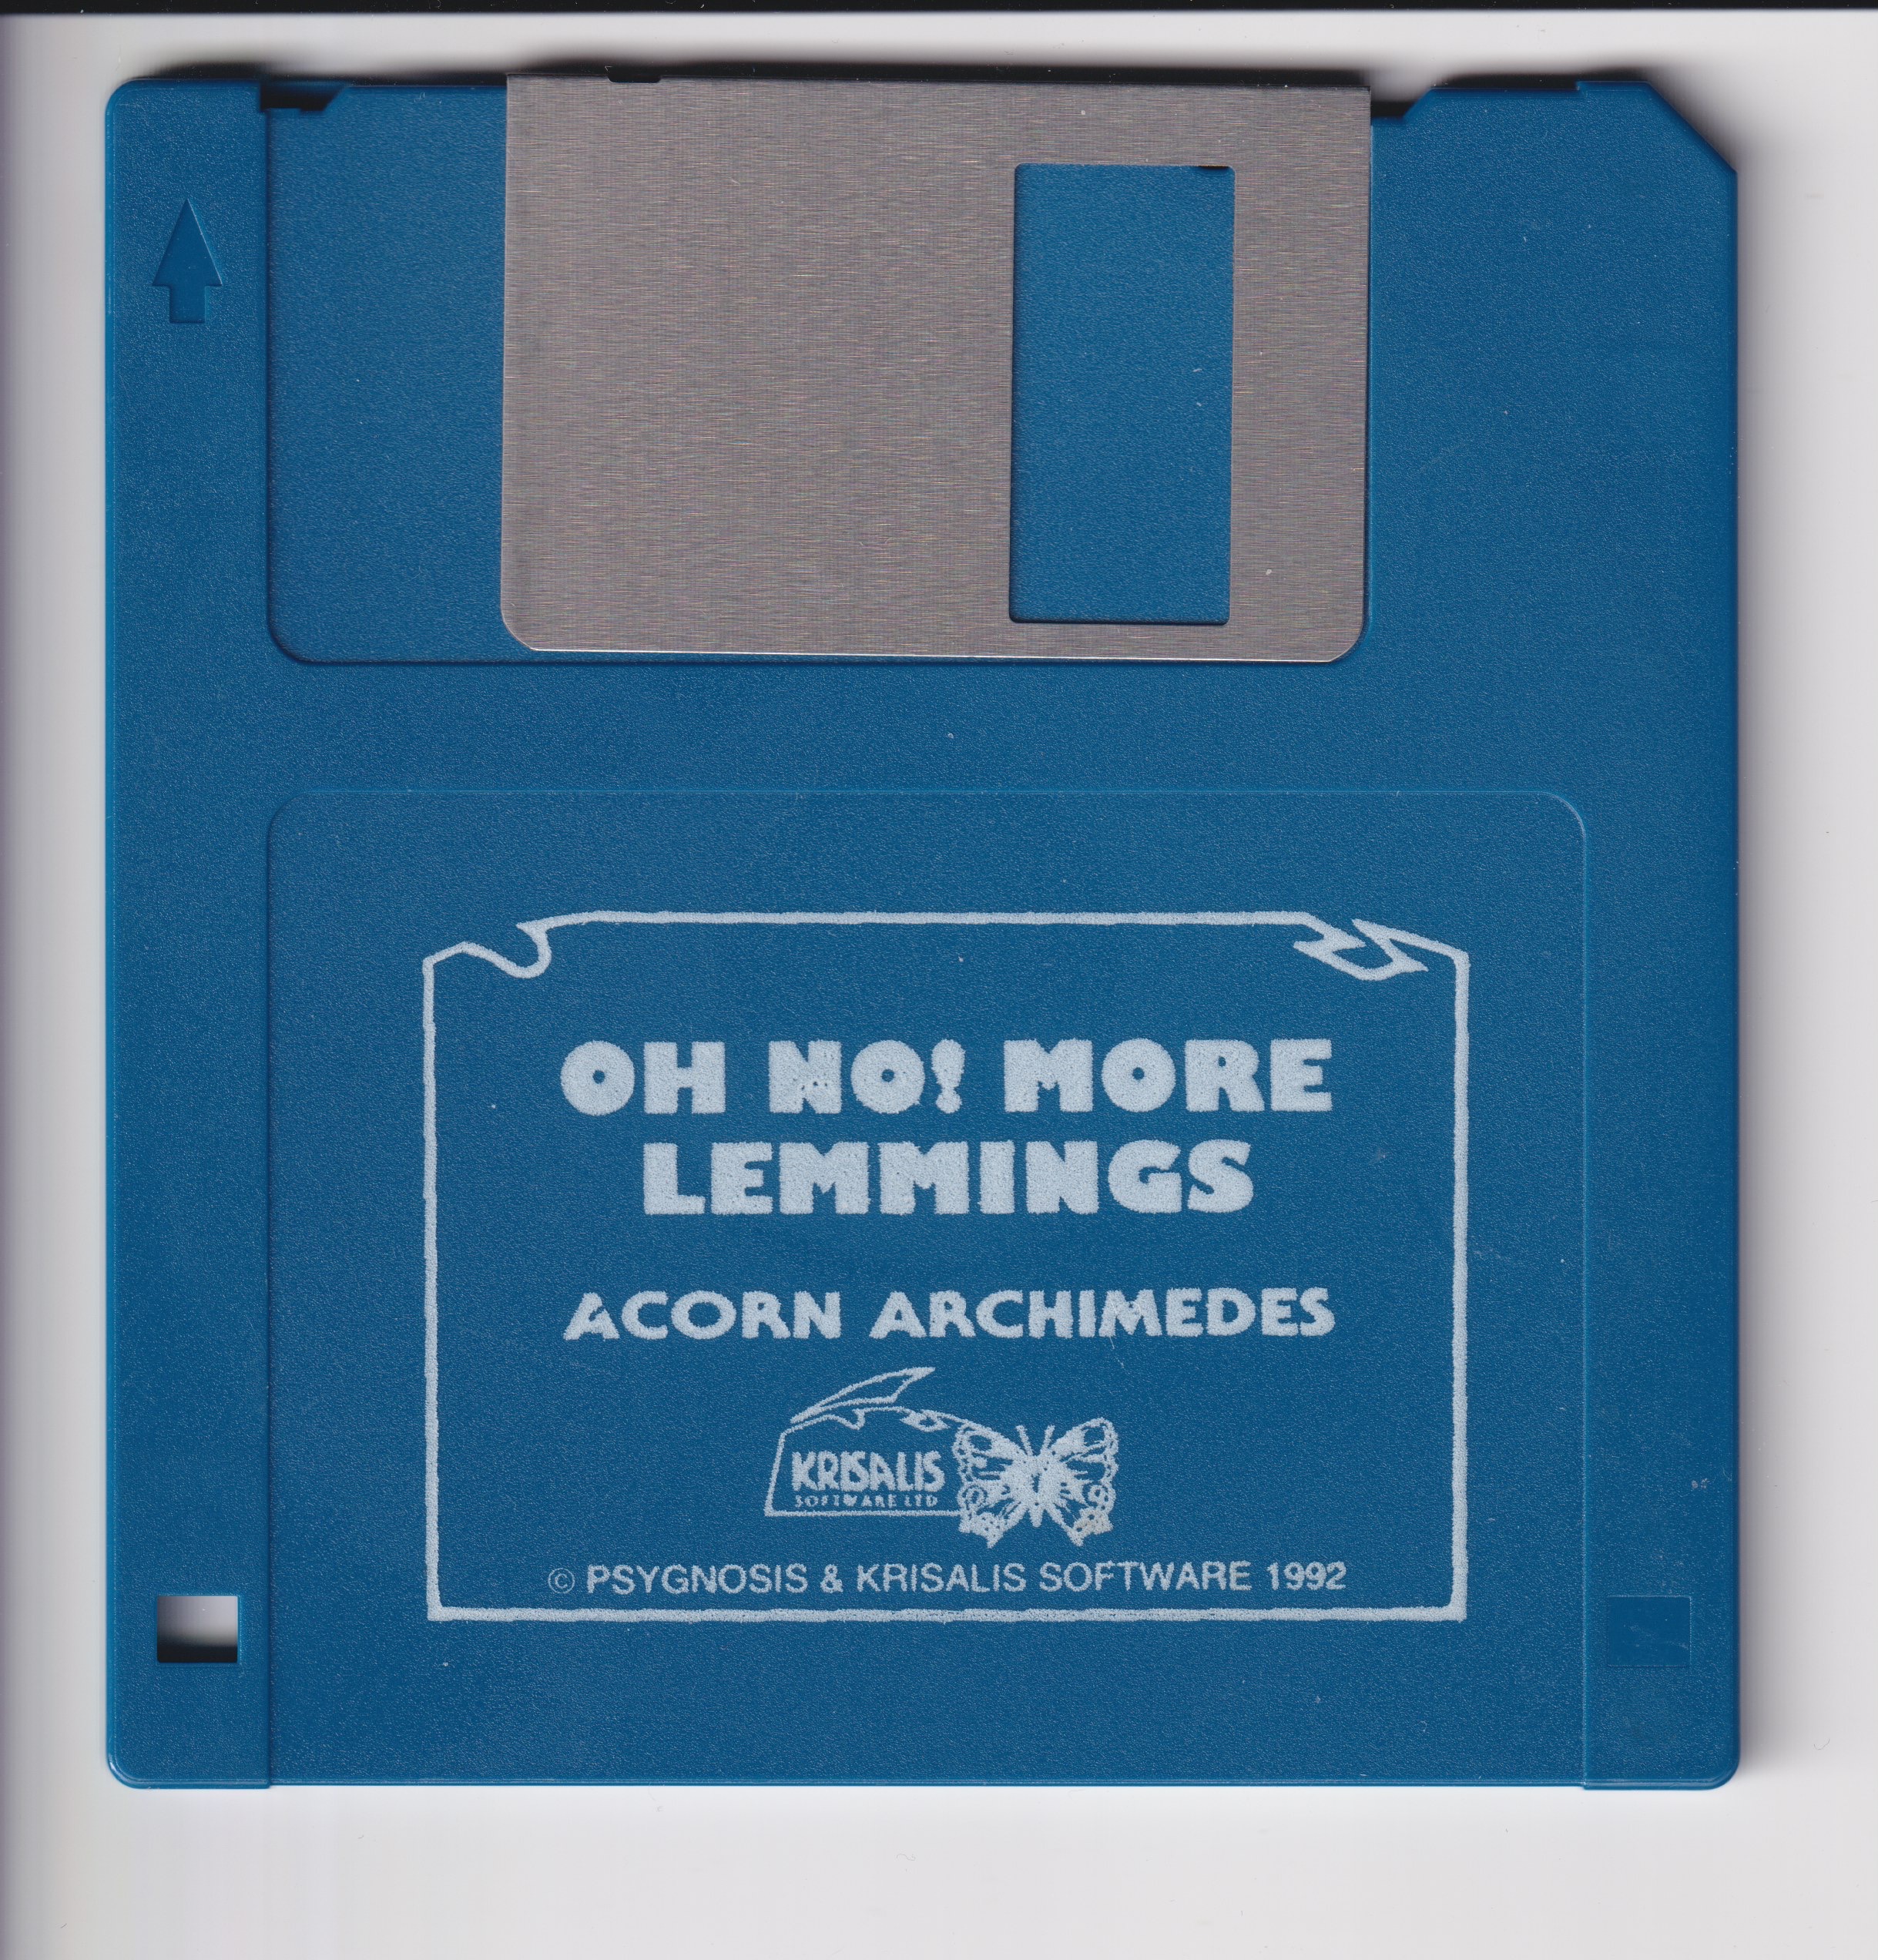 OH NO! MORE
LEMMINGS
ACORN ARCHIMEDES
KRISALIS
SOFTWARE LTD
© PSYGNOSIS & KRISALIS SOFTWARE 1992